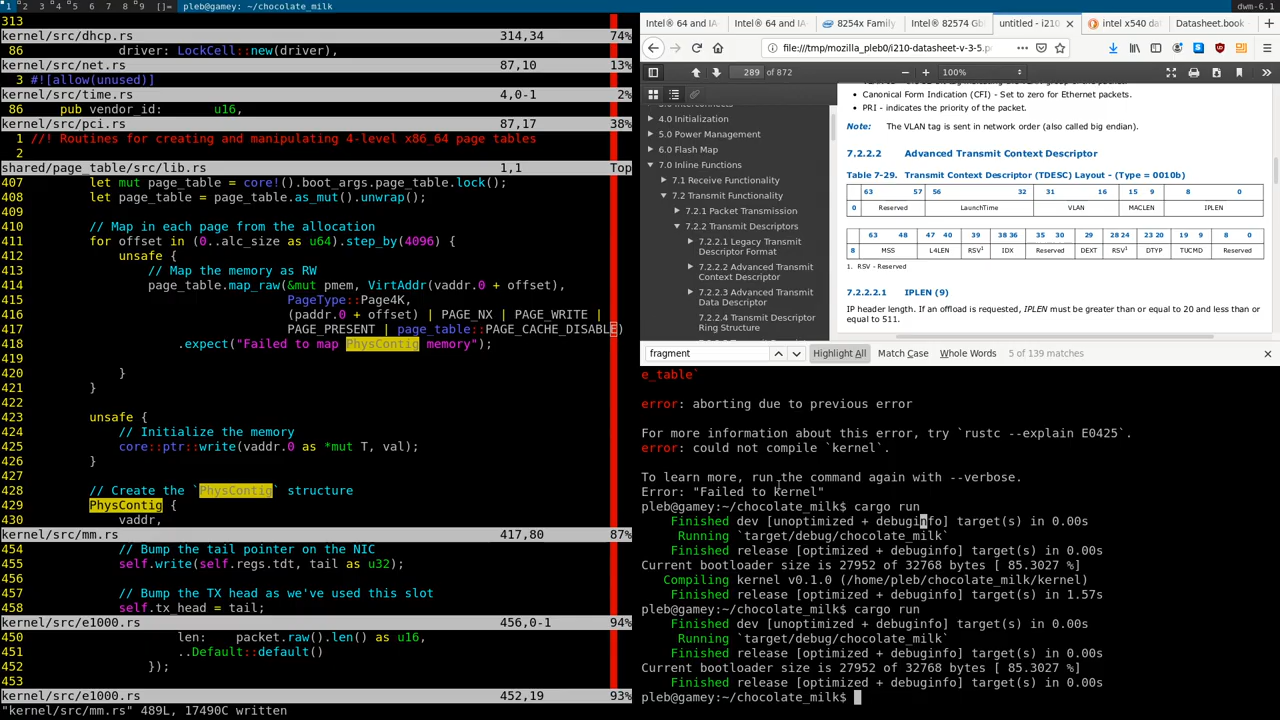 1 2 3 4 5 6 7 8 9 []= pleb@gamey: ~/chocolate_milk dwm-6.1
313
kernel/src/dhcp.rs 314,34 74%
86 driver: LockCell::new(driver),
kernel/src/net.rs 87,10 13%
3 #![allow(unused)]
kernel/src/time.rs 4,0-1 2%
86 pub vendor_id: u16,
kernel/src/pci.rs 87,17 38%
1 //! Routines for creating and manipulating 4-level x86_64 page tables
2
shared/page_table/src/lib.rs 1,1 Top
407 let mut page_table = core!().boot_args.page_table.lock();
408 let page_table = page_table.as_mut().unwrap();
409
410 // Map in each page from the allocation
411 for offset in (0..alc_size as u64).step_by(4096) {
412 unsafe {
413 // Map the memory as RW
414 page_table.map_raw(&mut pmem, VirtAddr(vaddr.0 + offset),
415 PageType::Page4K,
416 (paddr.0 + offset) | PAGE_NX | PAGE_WRITE |
417 PAGE_PRESENT | page_table::PAGE_CACHE_DISABLE)
418 .expect("Failed to map PhysContig memory");
420 }
421 }
422
423 unsafe {
424 // Initialize the memory
425 core::ptr::write(vaddr.0 as *mut T, val);
426 }
427
428 // Create the `PhysContig` structure
429 PhysContig {
430 vaddr,
kernel/src/mm.rs 417,80 87%
454 // Bump the tail pointer on the NIC
455 self.write(self.regs.tdt, tail as u32);
456
457 // Bump the TX head as we've used this slot
458 self.tx_head = tail;
kernel/src/e1000.rs 456,0-1 94%
450 len: packet.raw().len() as u16,
451 ..Default::default()
452 });
453
kernel/src/e1000.rs 452,19 93%
"kernel/src/mm.rs" 489L, 17490C written
Intel® 64 and IA- Intel® 64 and IA- 8254x Family Intel® 82574 Gb untitled - i210 intel x540 dat Datasheet.book -
file:///tmp/mozilla_pleb0/i210-datasheet-v-3-5.p
289 of 872 100%
4.0 Initialization
5.0 Power Management
6.0 Flash Map
7.0 Inline Functions
7.1 Receive Functionality
7.2 Transmit Functionality
7.2.1 Packet Transmission
7.2.2 Transmit Descriptors
7.2.2.1 Legacy Transmit
Descriptor Format
7.2.2.2 Advanced Transmit
Context Descriptor
7.2.2.3 Advanced Transmit
Data Descriptor
7.2.2.4 Transmit Descriptor
Ring Structure
• Canonical Form Indication (CFI) - Set to zero for Ethernet packets.
• PRI - indicates the priority of the packet.
Note: The VLAN tag is sent in network order (also called big endian).
7.2.2.2 Advanced Transmit Context Descriptor
Table 7-29. Transmit Context Descriptor (TDESC) Layout - (Type = 0010b)
63 57 56 32 31 16 15 9 8 0
0 Reserved LaunchTime VLAN MACLEN IPLEN
63 48 47 40 39 38 36 35 30 29 28 24 23 20 19 9 8 0
8 MSS L4LEN RSV1 IDX Reserved DEXT RSV1 DTYP TUCMD Reserved
1. RSV - Reserved
7.2.2.2.1 IPLEN (9)
IP header length. If an offload is requested, IPLEN must be greater than or equal to 20 and less than or
equal to 511.
fragment Highlight All Match Case Whole Words 5 of 139 matches
e_table`
error: aborting due to previous error
For more information about this error, try `rustc --explain E0425`.
error: could not compile `kernel`.
To learn more, run the command again with --verbose.
Error: "Failed to kernel"
pleb@gamey:~/chocolate_milk$ cargo run
Finished dev [unoptimized + debuginfo] target(s) in 0.00s
Running `target/debug/chocolate_milk`
Finished release [optimized + debuginfo] target(s) in 0.00s
Current bootloader size is 27952 of 32768 bytes [ 85.3027 %]
Compiling kernel v0.1.0 (/home/pleb/chocolate_milk/kernel)
Finished release [optimized + debuginfo] target(s) in 1.57s
pleb@gamey:~/chocolate_milk$ cargo run
Finished dev [unoptimized + debuginfo] target(s) in 0.00s
Running `target/debug/chocolate_milk`
Finished release [optimized + debuginfo] target(s) in 0.00s
Current bootloader size is 27952 of 32768 bytes [ 85.3027 %]
Finished release [optimized + debuginfo] target(s) in 0.00s
pleb@gamey:~/chocolate_milk$